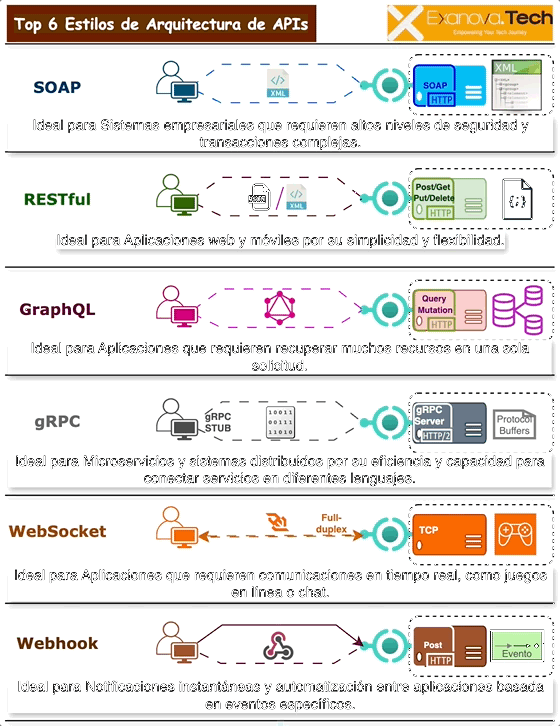 Top 6 Estilos de Arquitectura de APIs
Exanova.Tech
Empowering Your Tech Journey
SOAP
XML
SOAP
HTTP
XML
Ideal para Sistemas empresariales que requieren altos niveles de seguridad y
transacciones complejas.
RESTful
/
XML
Post/Get
Put/Delete
HTTP
Ideal para Aplicaciones web y móviles por su simplicidad y flexibilidad.
GraphQL
Query
Mutation
HTTP
Ideal para Aplicaciones que requieren recuperar muchos recursos en una sola
solicitud.
gRPC
gRPC
STUB
10011
00111
11010
gRPC
Server
HTTP/2
Protocol
Buffers
Ideal para Microservicios y sistemas distribuidos por su eficiencia y capacidad para
conectar servicios en diferentes lenguajes.
WebSocket
Full-
duplex
TCP
Ideal para Aplicaciones que requieren comunicaciones en tiempo real, como juegos
en línea o chat.
Webhook
Post
HTTP
Evento
Ideal para Notificaciones instantáneas y automatización entre aplicaciones basada
en eventos específicos.